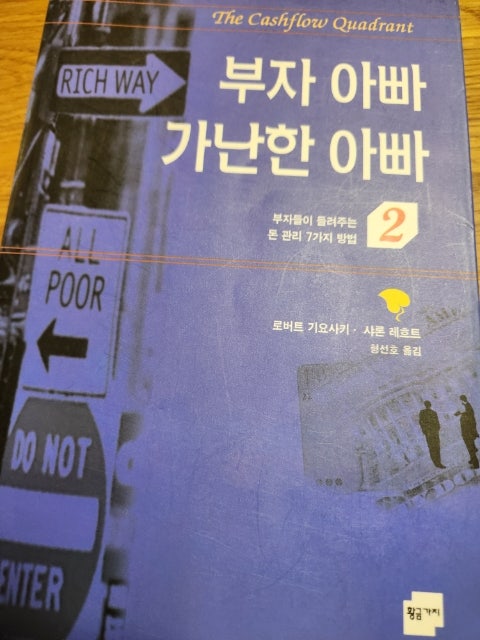 The Cashflow Quadrant
RICH WAY
부자 아빠
가난한 아빠
부자들이 들려주는
돈 관리 7가지 방법
2
ALL
POOR
로버트 기요사키 · 샤론 레흐트
형선호 옮김
DO NOT
ENTER
황금가지